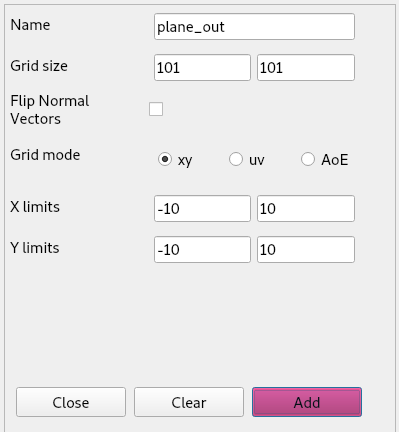 Name plane_out
Grid size 101 101
Flip Normal
Vectors
Grid mode xy uv AoE
X limits -10 10
Y limits -10 10
Close Clear Add